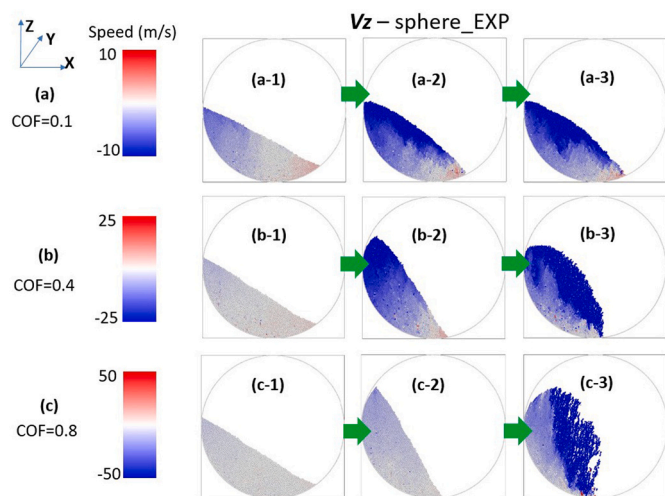 Vz – sphere_EXP
Z
Y
X
Speed (m/s)
10
-10
(a)
COF=0.1
(a-1)
(a-2)
(a-3)
25
-25
(b)
COF=0.4
(b-1)
(b-2)
(b-3)
50
-50
(c)
COF=0.8
(c-1)
(c-2)
(c-3)